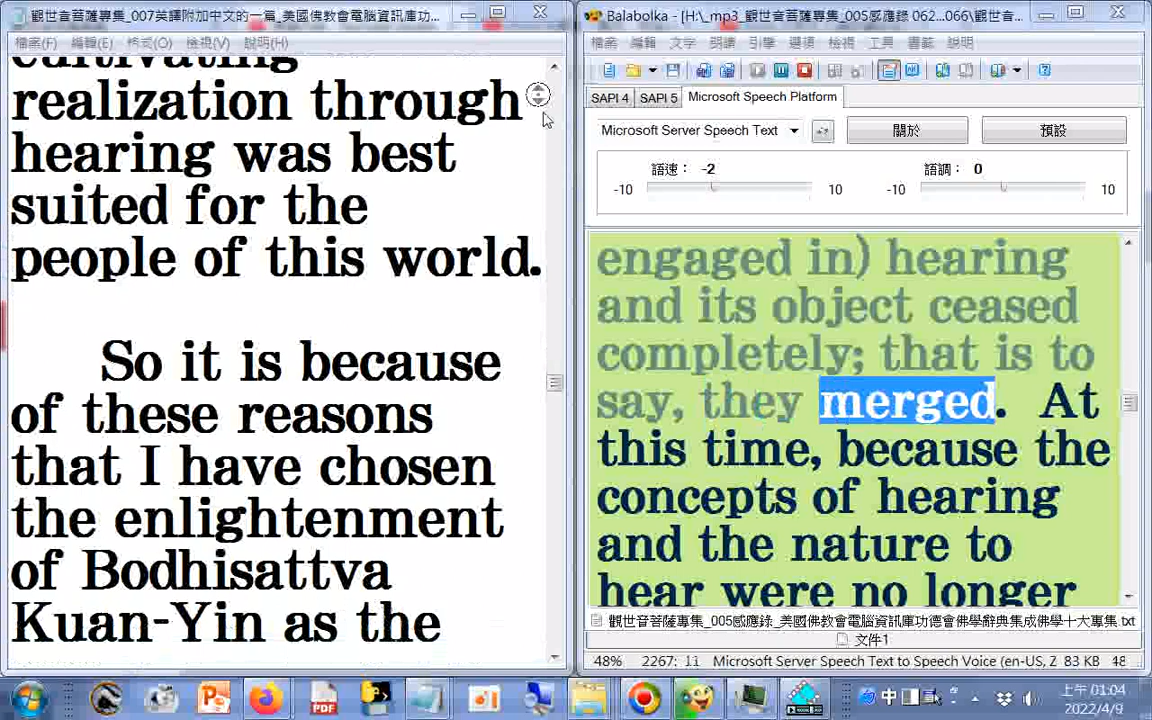 觀世音菩薩專集_007英譯附加中文的一篇_美國佛教會電腦資訊庫功...
檔案(F) 編輯(E) 格式(O) 檢視(V) 說明(H)
cultivating
realization through
hearing was best
suited for the
people of this world.
So it is because
of these reasons
that I have chosen
the enlightenment
of Bodhisattva
Kuan-Yin as the
Balabolka - [H:\_mp3_觀世音菩薩專集_005感應錄 062...066\觀世音...
檔案 編輯 文字 朗讀 引擎 選項 檢視 工具 書籤 說明
SAPI 4 SAPI 5 Microsoft Speech Platform
Microsoft Server Speech Text 關於 預設
語速： -2 語調： 0
-10 10 -10 10
engaged in) hearing
and its object ceased
completely; that is to
say, they merged. At
this time, because the
concepts of hearing
and the nature to
hear were no longer
觀世音菩薩專集_005感應錄_美國佛教會電腦資訊庫功德會佛學辭典集成佛學十大專集 txt
文件1
48% 2267: 11 Microsoft Server Speech Text to Speech Voice (en-US, Z 83 KB 48
中 上午 01:04
2022/4/9